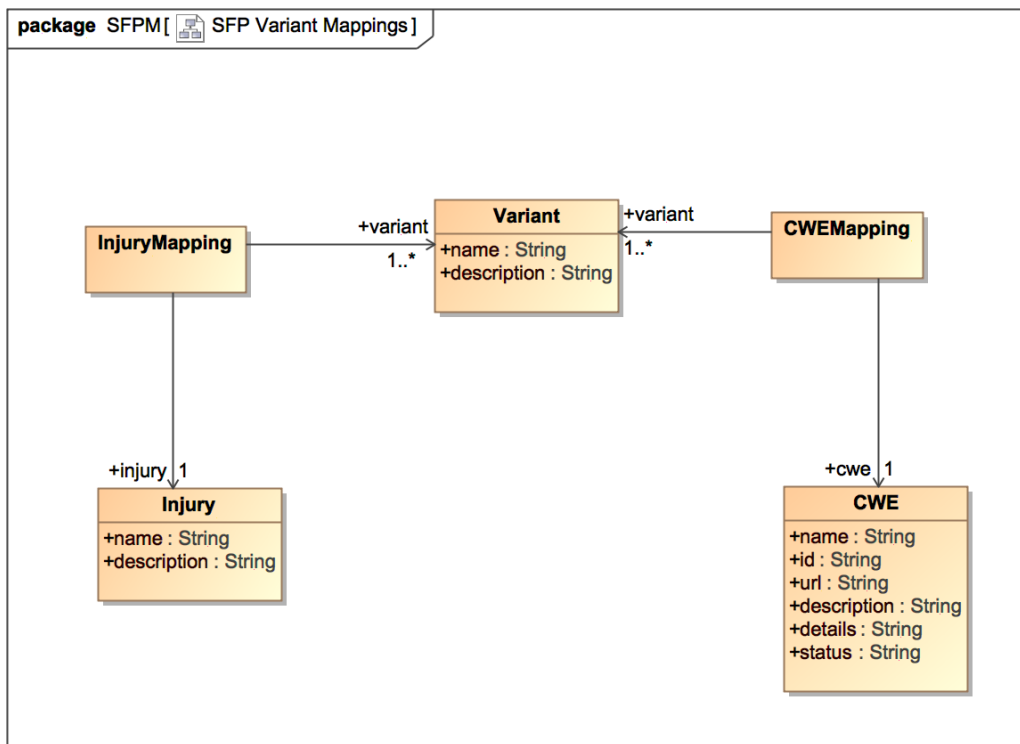 package SFPM[ SFP Variant Mappings]
InjuryMapping
+variant
1..*
Variant
+name : String
+description : String
+variant
1..*
CWEMapping
+injury 1
Injury
+name : String
+description : String
+cwe 1
CWE
+name : String
+id : String
+url : String
+description : String
+details : String
+status : String